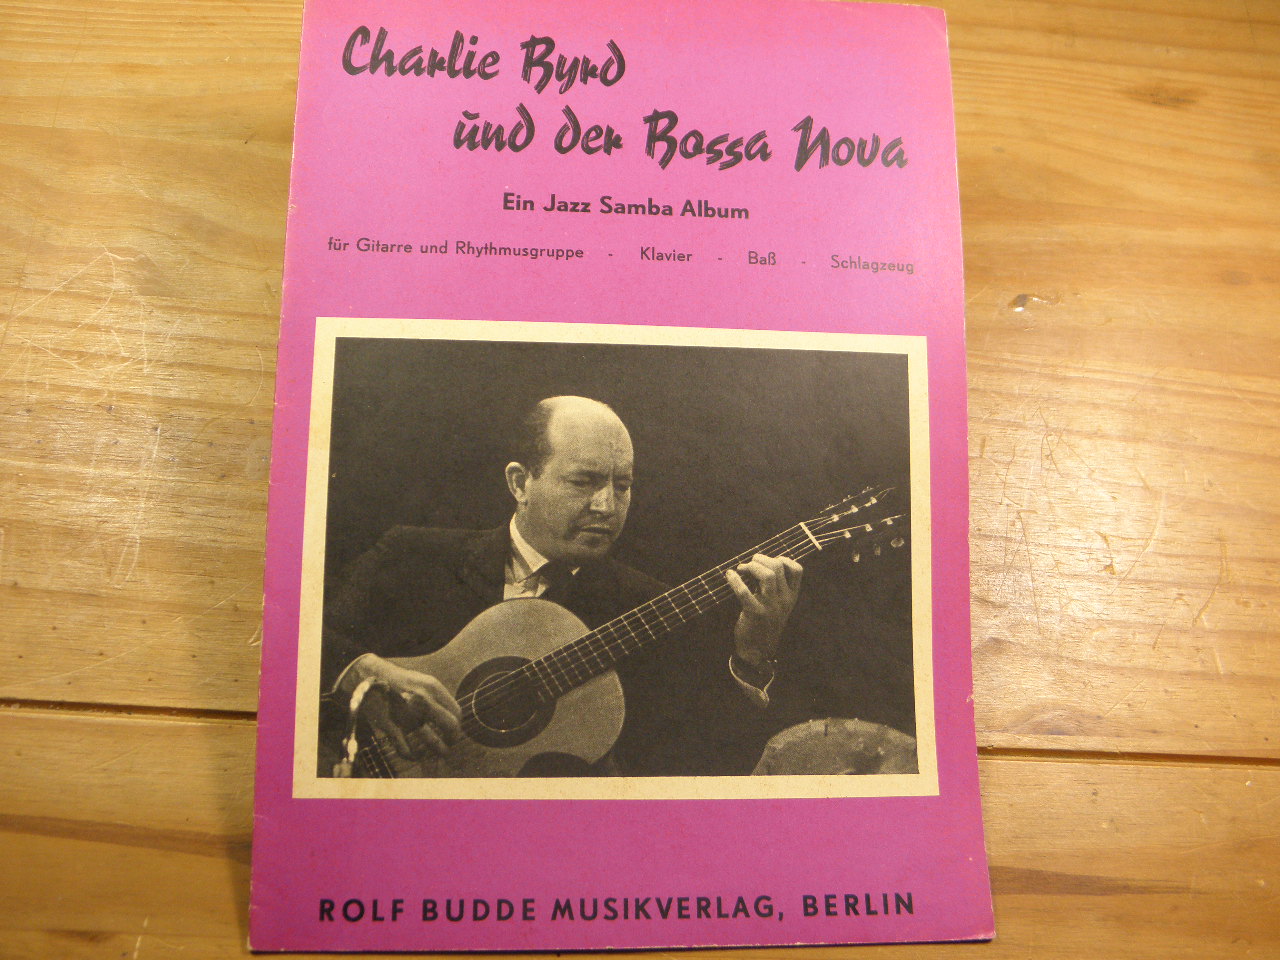 Charlie Byrd
und der Bossa Nova
Ein Jazz Samba Album
für Gitarre und Rhythmusgruppe - Klavier - Baß - Schlagzeug
ROLF BUDDE MUSIKVERLAG, BERLIN